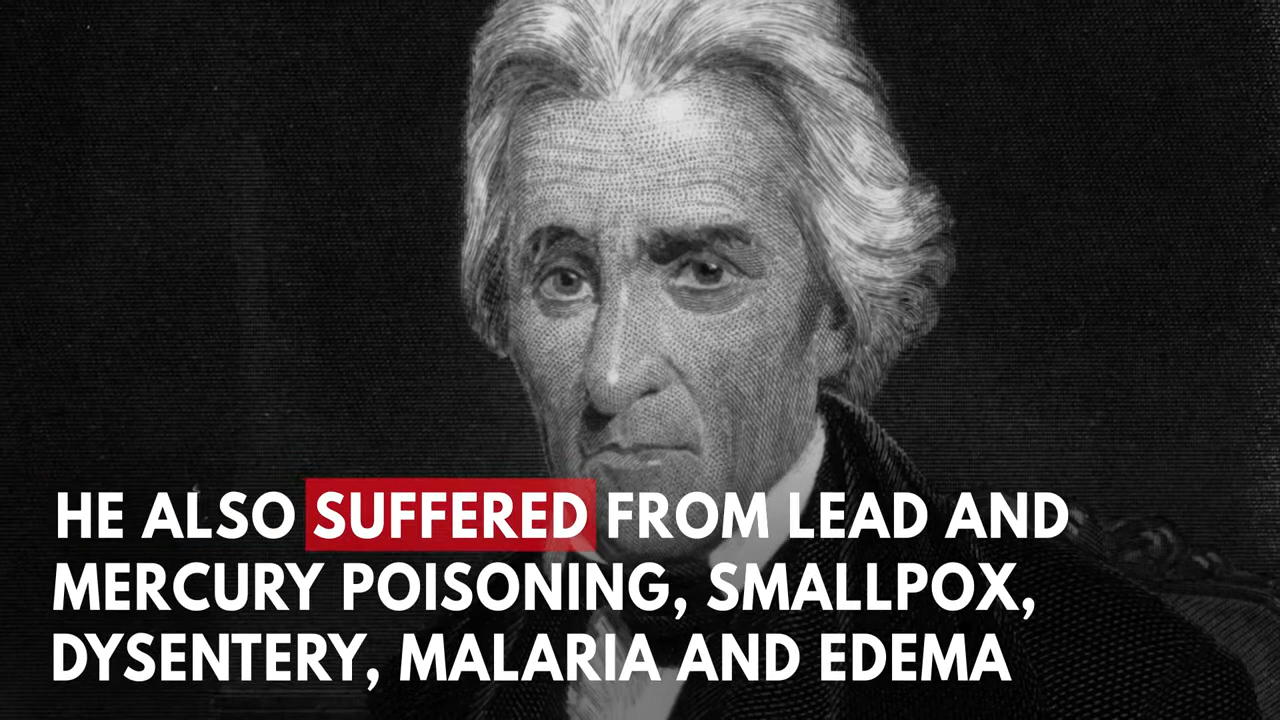 HE ALSO SUFFERED FROM LEAD AND
MERCURY POISONING, SMALLPOX,
DYSENTERY, MALARIA AND EDEMA